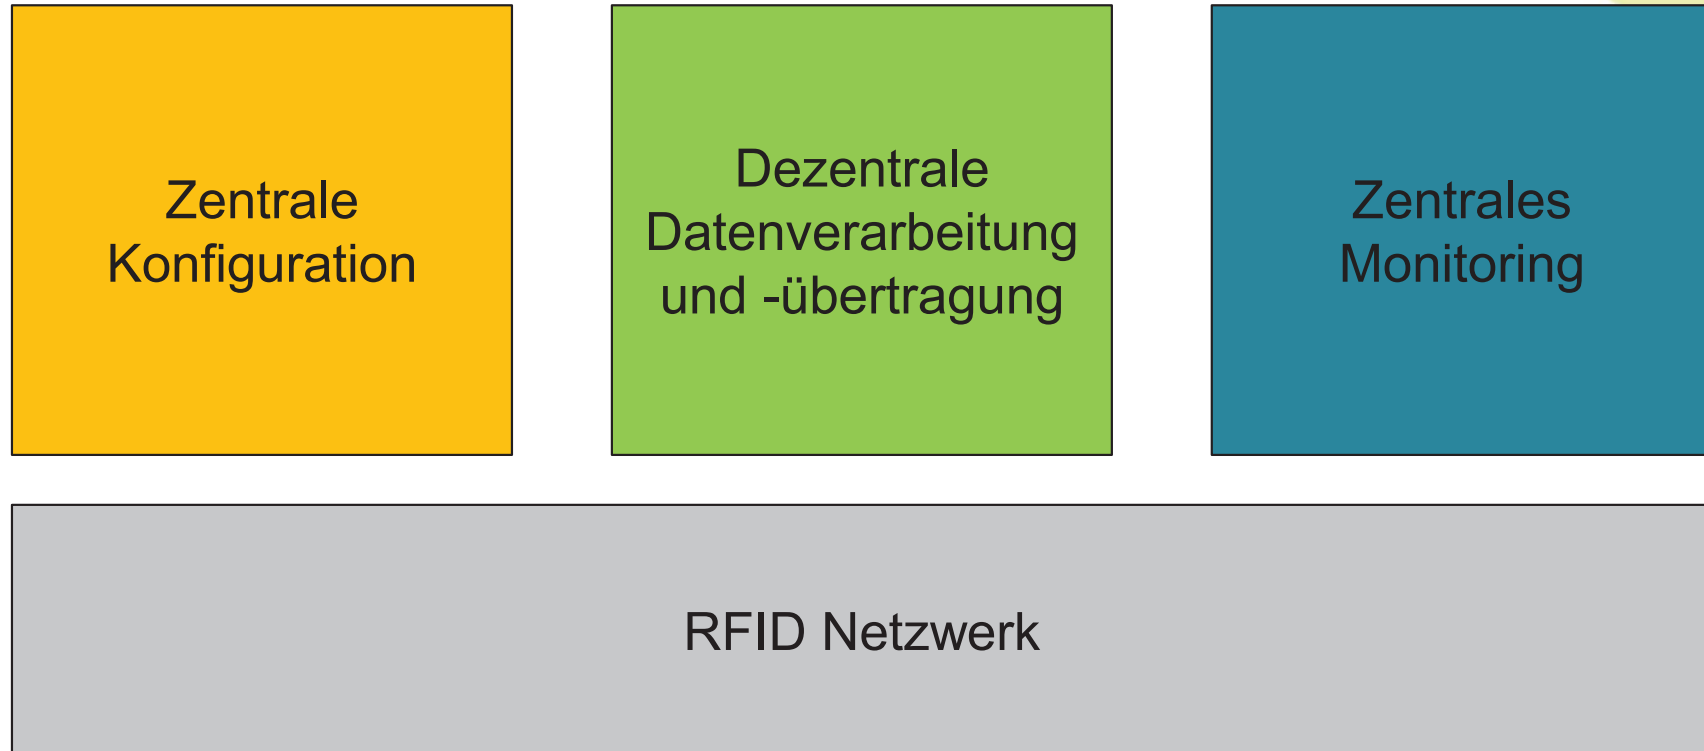 Zentrale
Konfiguration
Dezentrale
Datenverarbeitung
und -übertragung
Zentrales
Monitoring
RFID Netzwerk